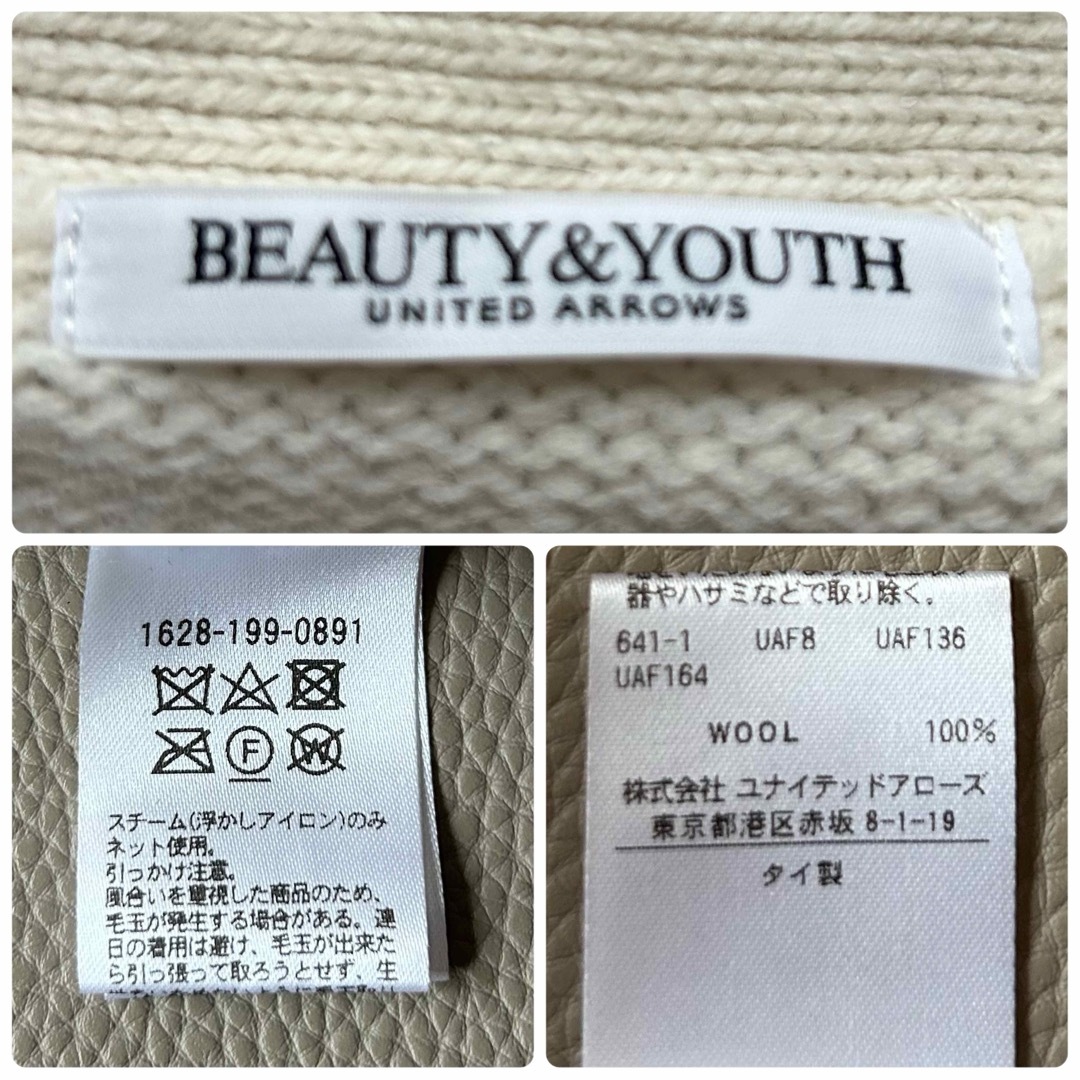 BEAUTY&YOUTH
UNITED ARROWS
1628-199-0891
F
W
スチーム(浮かしアイロン)のみ
ネット使用。
引っかけ注意。
風合いを重視した商品のため、
毛玉が発生する場合がある。連
日の着用は避け、毛玉が出来た
ら引っ張って取ろうとせず、生
器やハサミなどで取り除く。
641-1 UAF8 UAF136
UAF164
WOOL 100%
株式会社 ユナイテッドアローズ
東京都港区赤坂 8-1-19
タイ製